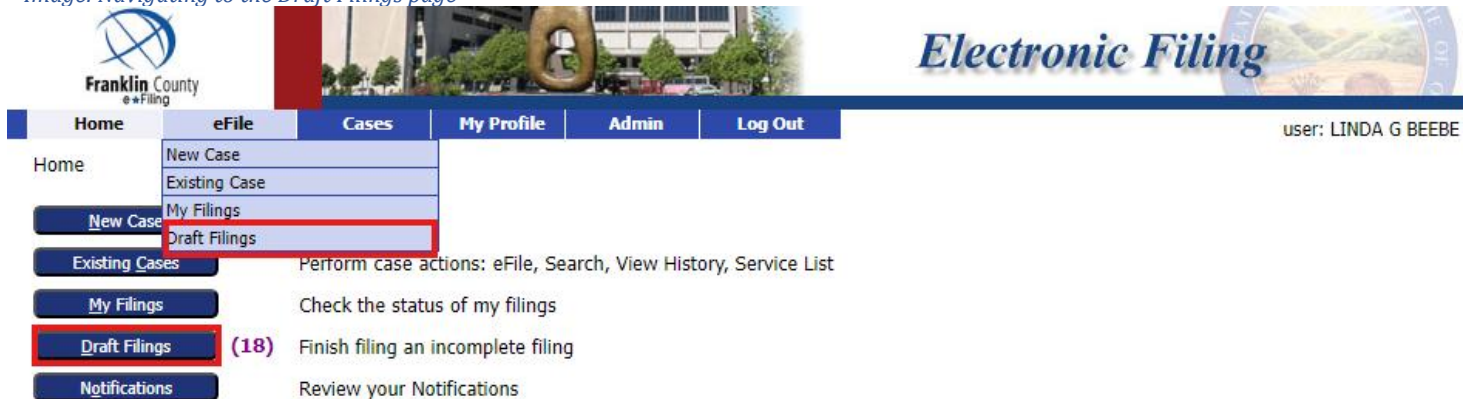 Image: Navigating to the Draft Filings page
Franklin County
e★Filing
Electronic Filing
Home eFile Cases My Profile Admin Log Out
user: LINDA G BEEBE
Home
New Case
Existing Case
My Filings
Draft Filings
New Case
Existing Cases Perform case actions: eFile, Search, View History, Service List
My Filings Check the status of my filings
Draft Filings (18) Finish filing an incomplete filing
Notifications Review your Notifications